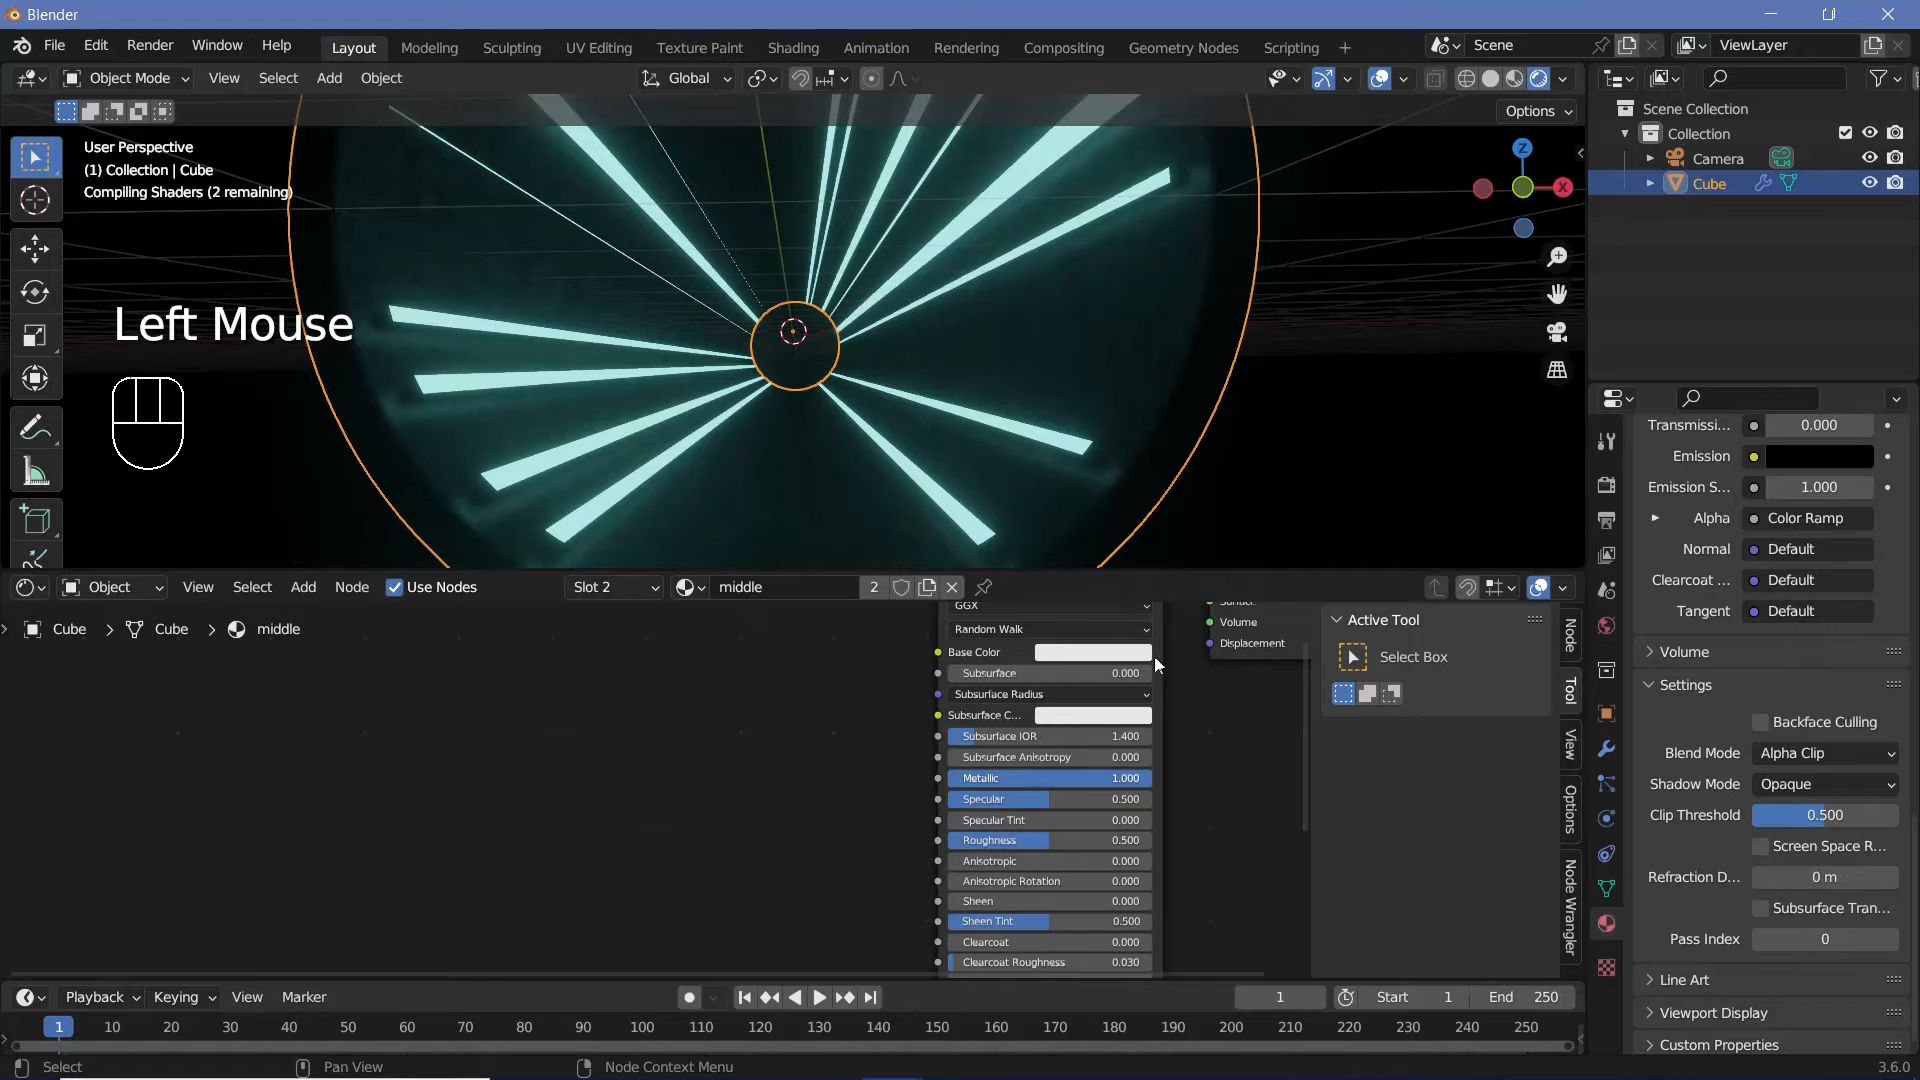 Blender
File Edit Render Window Help Layout Modeling Sculpting UV Editing Texture Paint Shading Animation Rendering Compositing Geometry Nodes Scripting + Scene ViewLayer
Object Mode View Select Add Object Global
Options
User Perspective
(1) Collection | Cube
Compiling Shaders (2 remaining)
Left Mouse
Z
X
Scene Collection
Collection
Camera
Cube
Transmissi... 0.000
Emission
Emission S... 1.000
Alpha Color Ramp
Normal Default
Clearcoat ... Default
Tangent Default
Volume
Settings
Backface Culling
Blend Mode Alpha Clip
Shadow Mode Opaque
Clip Threshold 0.500
Screen Space R...
Refraction D... 0 m
Subsurface Tran...
Pass Index 0
Line Art
Viewport Display
Custom Properties
Object View Select Add Node Use Nodes Slot 2 middle 2
Cube > Cube > middle
GGX
Random Walk
Base Color
Subsurface 0.000
Subsurface Radius
Subsurface C...
Subsurface IOR 1.400
Subsurface Anisotropy 0.000
Metallic 1.000
Specular 0.500
Specular Tint 0.000
Roughness 0.500
Anisotropic 0.000
Anisotropic Rotation 0.000
Sheen 0.000
Sheen Tint 0.500
Clearcoat 0.000
Clearcoat Roughness 0.030
Surface
Volume
Displacement
Active Tool
Select Box
Node
Tool
View
Options
Node Wrangler
Playback Keying View Marker 1 Start 1 End 250
1 10 20 30 40 50 60 70 80 90 100 110 120 130 140 150 160 170 180 190 200 210 220 230 240 250
Select Pan View Node Context Menu 3.6.0